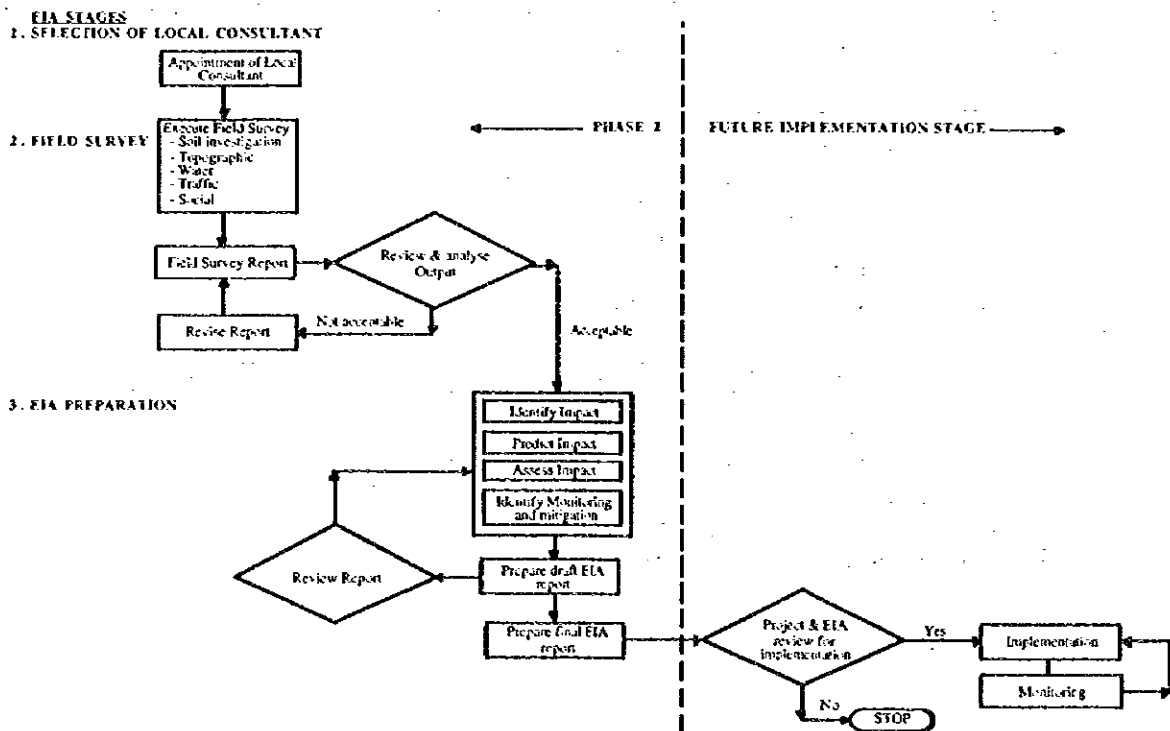 EIA STAGES
1. SELECTION OF LOCAL CONSULTANT
Appointment of Local
Consultant
2. FIELD SURVEY
Execute Field Survey
- Soil investigation
- Topographic
- Water
- Traffic
- Social
PHASE 2
FUTURE IMPLEMENTATION STAGE
Field Survey Report
Review & analyse
Output
Revise Report
Not acceptable
Acceptable
3. EIA PREPARATION
Identify Impact
Predict Impact
Assess Impact
Identify Monitoring
and mitigation
Review Report
Prepare draft EIA
report
Prepare final EIA
report
Project & EIA
review for
implementation
Yes
Implementation
Monitoring
No
STOP